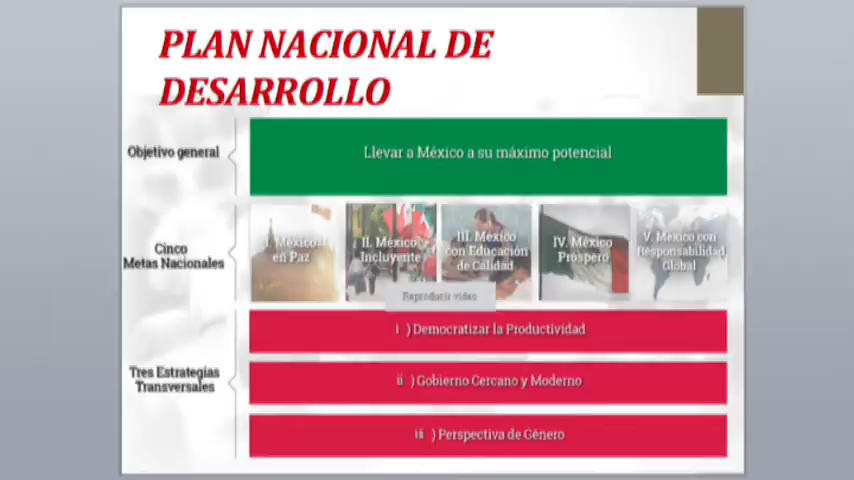 PLAN NACIONAL DE
DESARROLLO
Objetivo general
Llevar a México a su máximo potencial
Cinco
Metas Nacionales
I. México
en Paz
II. México
Incluyente
III. México
con Educación
de Calidad
IV. México
Próspero
V. México con
Responsabilidad
Global
Reproducir video
Tres Estrategias
Transversales
i ) Democratizar la Productividad
ii ) Gobierno Cercano y Moderno
iii ) Perspectiva de Género